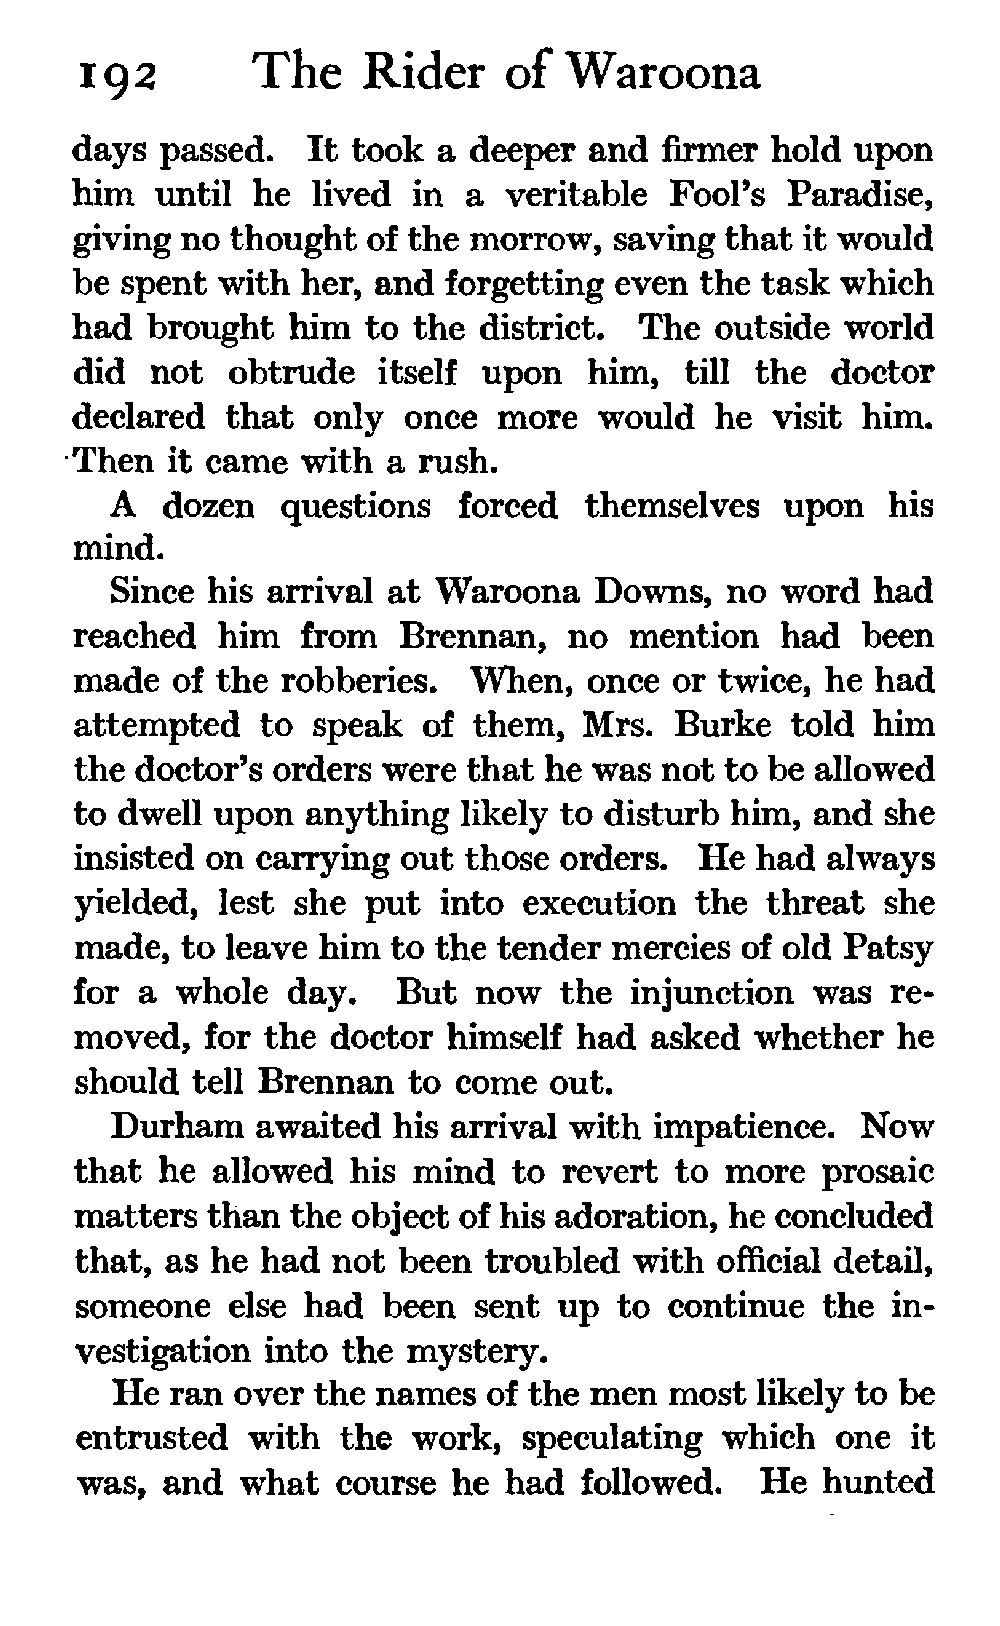 192 The Rider of Waroona
days passed. It took a deeper and firmer hold upon
him until he lived in a veritable Fool's Paradise,
giving no thought of the morrow, saving that it would
be spent with her, and forgetting even the task which
had brought him to the district. The outside world
did not obtrude itself upon him, till the doctor
declared that only once more would he visit him.
Then it came with a rush.
A dozen questions forced themselves upon his
mind.
Since his arrival at Waroona Downs, no word had
reached him from Brennan, no mention had been
made of the robberies. When, once or twice, he had
attempted to speak of them, Mrs. Burke told him
the doctor's orders were that he was not to be allowed
to dwell upon anything likely to disturb him, and she
insisted on carrying out those orders. He had always
yielded, lest she put into execution the threat she
made, to leave him to the tender mercies of old Patsy
for a whole day. But now the injunction was re-
moved, for the doctor himself had asked whether he
should tell Brennan to come out.
Durham awaited his arrival with impatience. Now
that he allowed his mind to revert to more prosaic
matters than the object of his adoration, he concluded
that, as he had not been troubled with official detail,
someone else had been sent up to continue the in-
vestigation into the mystery.
He ran over the names of the men most likely to be
entrusted with the work, speculating which one it
was, and what course he had followed. He hunted